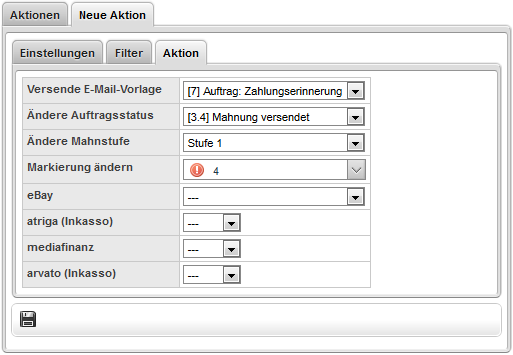 Aktionen Neue Aktion
Einstellungen Filter Aktion
Versende E-Mail-Vorlage [7] Auftrag: Zahlungserinnerung
Ändere Auftragsstatus [3.4] Mahnung versendet
Ändere Mahnstufe Stufe 1
Markierung ändern 4
eBay ---
atriga (Inkasso) ---
mediafinanz ---
arvato (Inkasso) ---